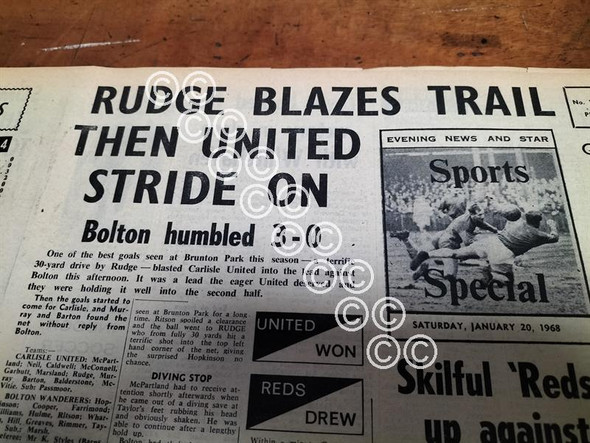 RUDGE BLAZES TRAIL
THEN UNITED
STRIDE ON
Bolton humbled 3-0
One of the best goals seen at Brunton Park this season — a terrific
30-yard drive by Rudge — blasted Carlisle United into the lead against
Bolton this afternoon. It was a lead the eager United deserved and
they were holding it well into the second half.
Then the goals started to
come for Carlisle, and Mur-
ray and Barton found the
net without reply from
Bolton.
Teams:—
CARLISLE UNITED: McPart-
land; Neil, Caldwell; McConnell,
Garbutt, Marsland; Rudge, Mur-
ray Barton, Balderstone, Mc-
Vitie. Sub: Passmoor.
BOLTON WANDERERS: Hop-
Cooper, Farrimond;
Williams, Hulme,
Hill, Greaves, Rimmer, Tay-
Sub: Marsh.
Mr K. Styles
seen at Brunton Park for a long
time. Ritson spoiled a clearance
and the ball went to RUDGE
who from fully 30 yards hit a
terrific shot into the top left
hand corner of the net, giving
the surprised Hopkinson no
chance.
DIVING STOP
McPartland had to receive at-
tention shortly afterwards when
he came out of a diving save at
Taylor's feet rubbing his head
and obviously shaken. He was
able to continue after a lengthy
hold up.
UNITED
WON
REDS
DREW
EVENING NEWS AND STAR
Sports
Special
SATURDAY, JANUARY 20, 1968
Skilful 'Reds
up against
No.
© © © © © © © © © © © ©